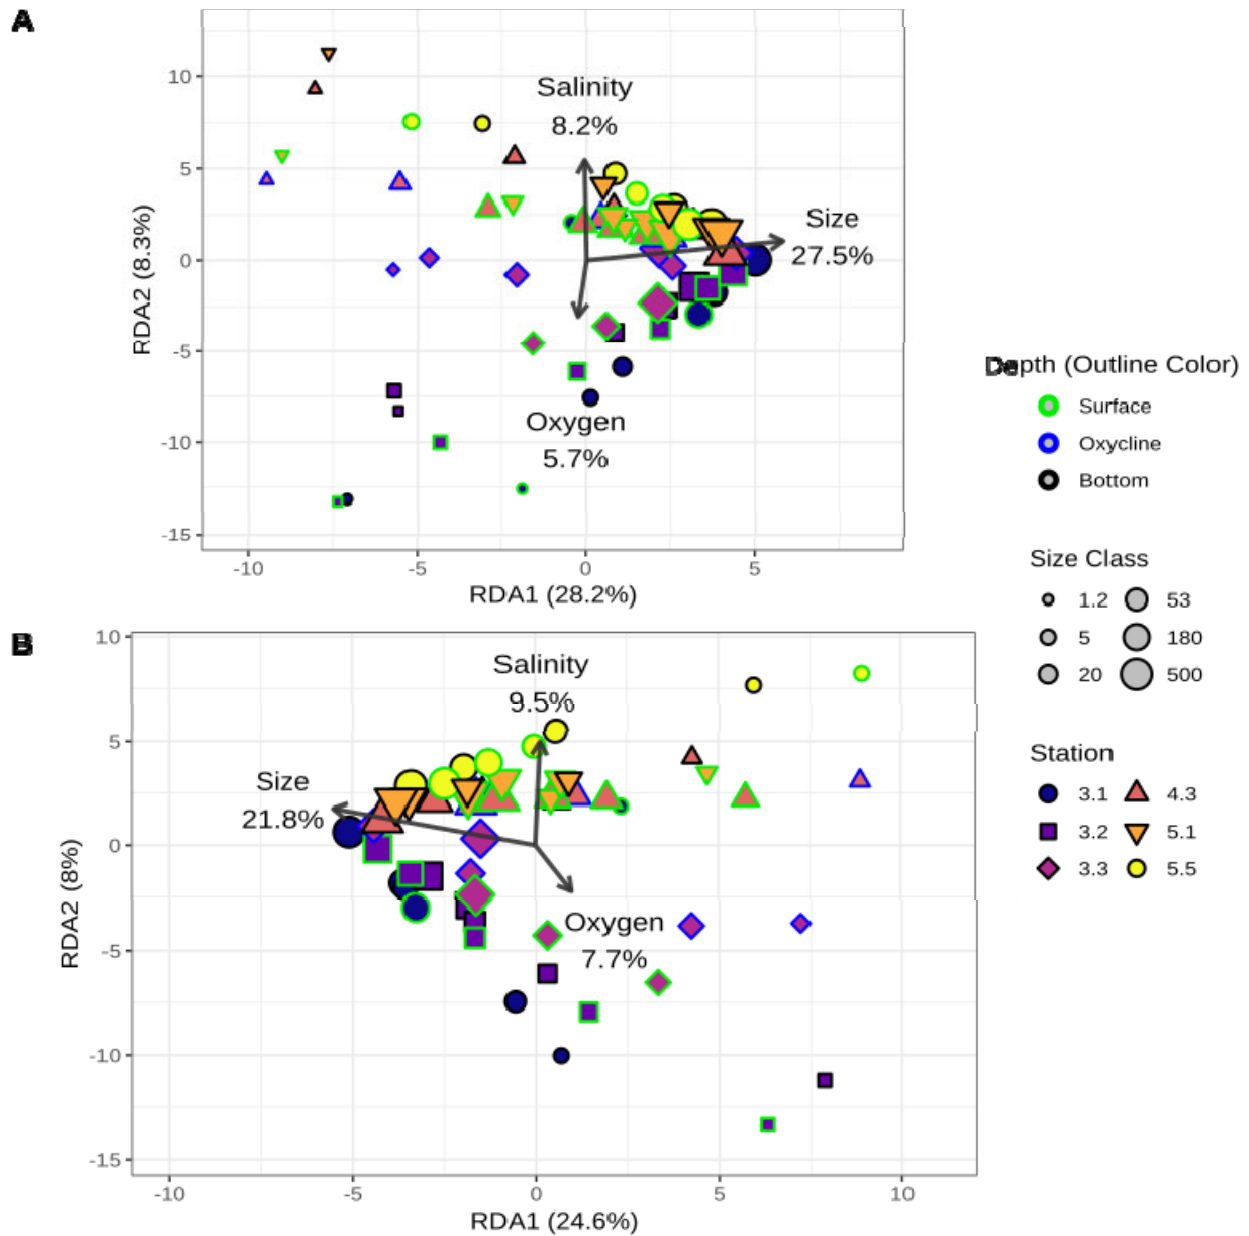 A
Salinity
8.2%
Size
27.5%
Oxygen
5.7%
10
5
0
-5
-10
-15
-10
-5
0
5
RDA2 (8.3%)
RDA1 (28.2%)
B
Salinity
9.5%
Size
21.8%
Oxygen
7.7%
10
5
0
-5
-10
-15
-10
-5
0
5
10
RDA2 (8%)
RDA1 (24.6%)
Depth (Outline Color)
Surface
Oxycline
Bottom
Size Class
1.2 53
5 180
20 500
Station
3.1 4.3
3.2 5.1
3.3 5.5